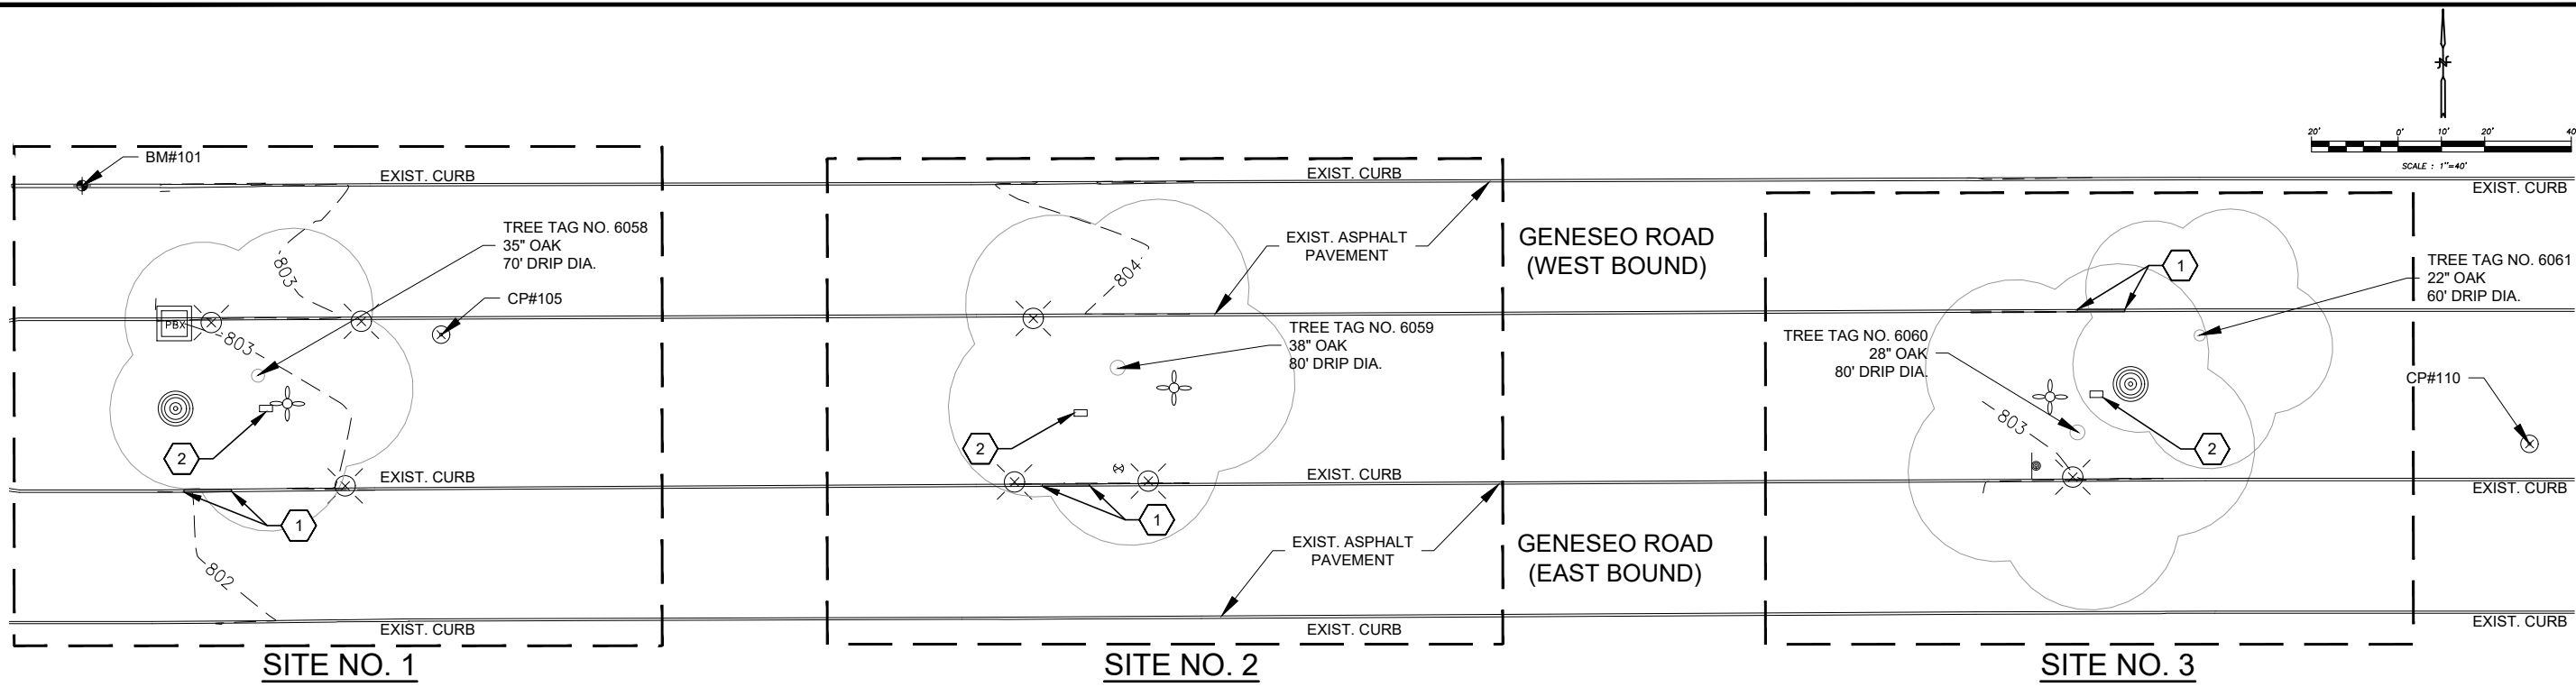 N
20'
0'
10'
20'
40'
SCALE : 1"=40'
BM#101
EXIST. CURB
TREE TAG NO. 6058
35" OAK
70' DRIP DIA.
803
CP#105
PBX
803
2
EXIST. CURB
1
802
EXIST. CURB
SITE NO. 1
EXIST. CURB
EXIST. ASPHALT
PAVEMENT
804
TREE TAG NO. 6059
38" OAK
80' DRIP DIA.
2
EXIST. CURB
1
EXIST. ASPHALT
PAVEMENT
EXIST. CURB
SITE NO. 2
GENESEO ROAD
(WEST BOUND)
GENESEO ROAD
(EAST BOUND)
EXIST. CURB
1
TREE TAG NO. 6061
22" OAK
60' DRIP DIA.
TREE TAG NO. 6060
28" OAK
80' DRIP DIA.
CP#110
803
2
EXIST. CURB
EXIST. CURB
SITE NO. 3